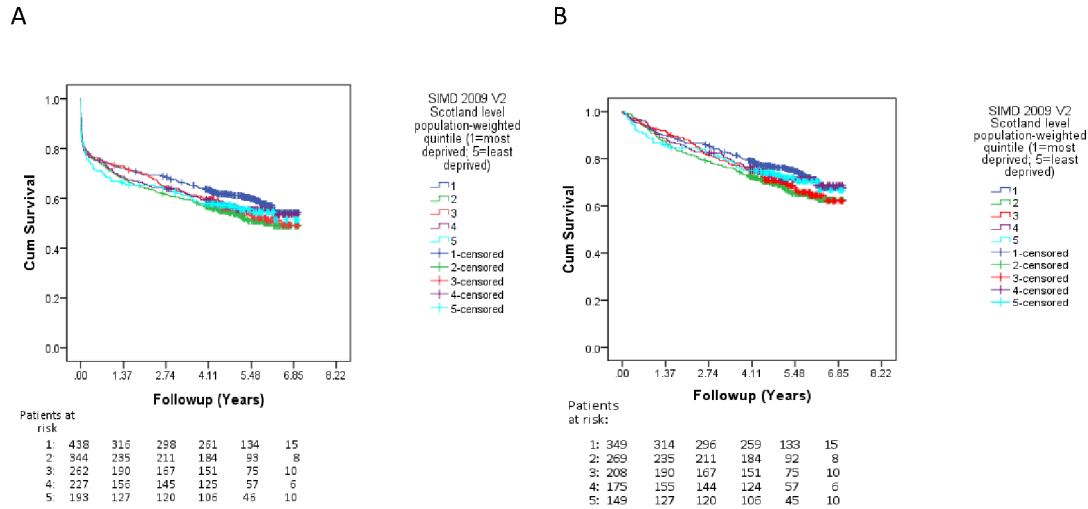 A
B
SIMD 2009 V2
Scotland level
population-weighted
quintile (1=most
deprived; 5=least
deprived)
1
2
3
4
5
1-censored
2-censored
3-censored
4-censored
5-censored
Cum Survival
1.0
0.8
0.6
0.4
0.2
0.0
.00 1.37 2.74 4.11 5.48 6.85 8.22
Followup (Years)
Patients at
risk
1: 438 316 298 261 134 15
2: 344 235 211 184 93 8
3: 262 190 167 151 75 10
4: 227 156 145 125 57 6
5: 193 127 120 106 46 10
SIMD 2009 V2
Scotland level
population-weighted
quintile (1=most
deprived; 5=least
deprived)
1
2
3
4
5
1-censored
2-censored
3-censored
4-censored
5-censored
Cum Survival
1.0
0.8
0.6
0.4
0.2
0.0
.00 1.37 2.74 4.11 5.48 6.85 8.22
Followup (Years)
Patients
at risk:
1: 349 314 296 259 133 15
2: 269 235 211 184 92 8
3: 208 190 167 151 75 10
4: 175 155 144 124 57 6
5: 149 127 120 106 45 10